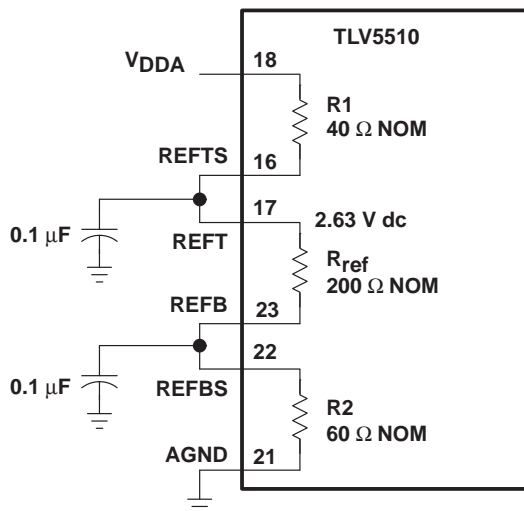 TLV5510
VDDA
18
R1
40 Ω NOM
REFTS
16
17
2.63 V dc
0.1 μF
REFT
Rref
200 Ω NOM
REFB
23
22
0.1 μF
REFBS
R2
60 Ω NOM
AGND
21